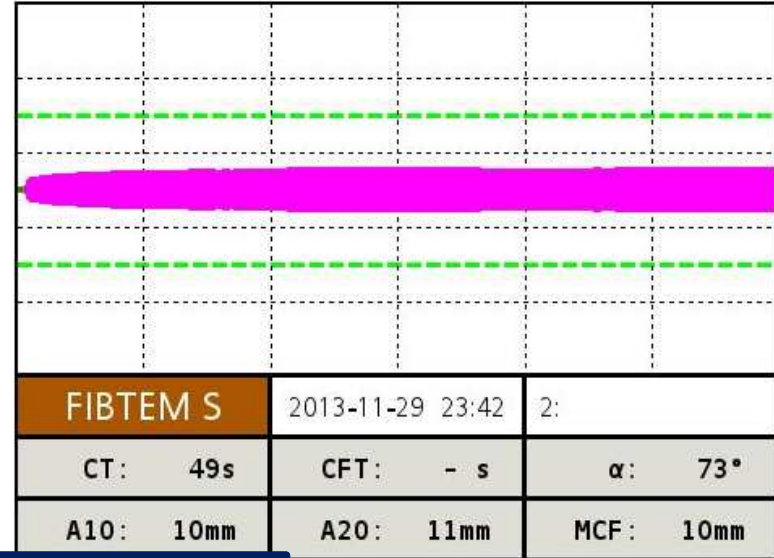 FIBTEM S 2013-11-29 23:42 2:
CT: 49s CFT: - s α: 73°
A10: 10mm A20: 11mm MCF: 10mm